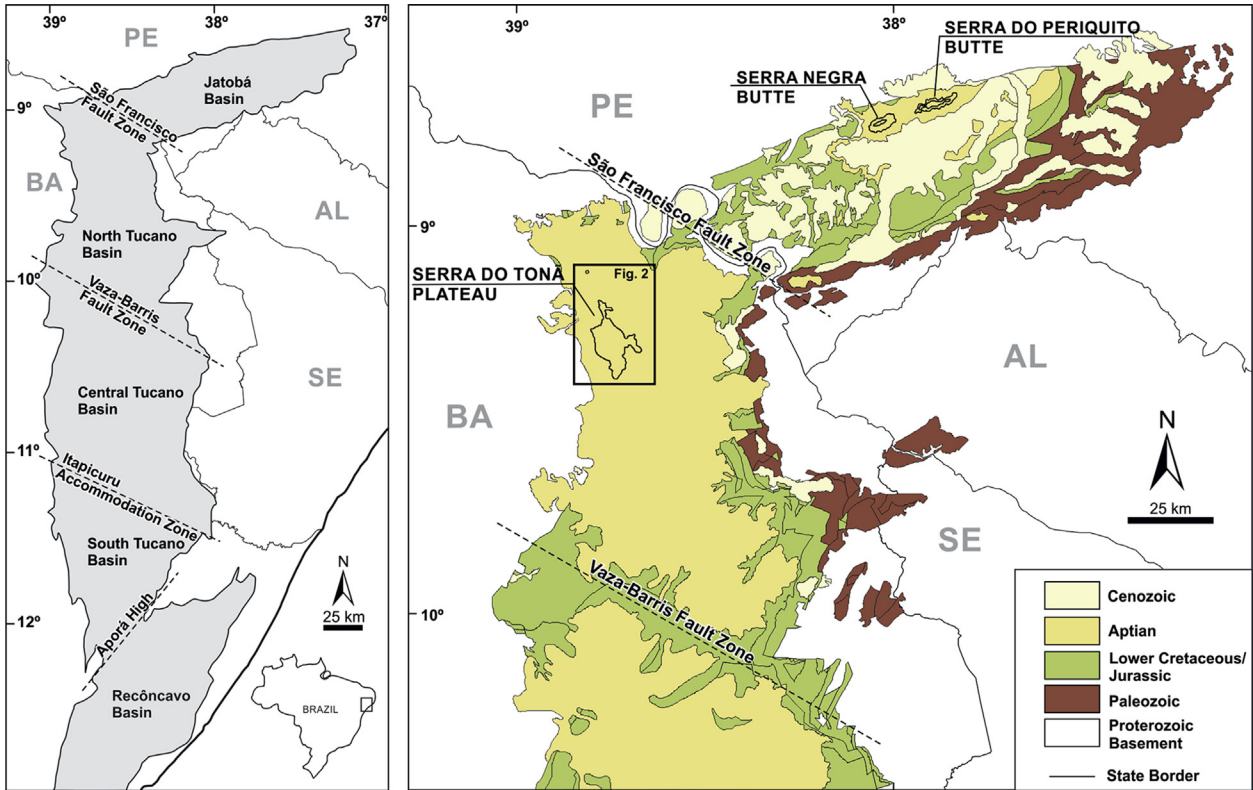 39º
38º
37º
PE
Jatobá
Basin
9º
São Francisco
Fault Zone
BA
AL
North Tucano
Basin
10º
Vaza-Barris
Fault Zone
SE
Central Tucano
Basin
11º
Itapicuru
Accommodation Zone
South Tucano
Basin
N
25 km
12º
Aporá High
Recôncavo
Basin
BRAZIL
39º
38º
SERRA DO PERIQUITO
BUTTE
SERRA NEGRA
BUTTE
PE
São Francisco Fault Zone
9º
SERRA DO TONÃ
PLATEAU
Fig. 2
AL
BA
N
25 km
SE
Vaza-Barris Fault Zone
10º
Cenozoic
Aptian
Lower Cretaceous/
Jurassic
Paleozoic
Proterozoic
Basement
State Border